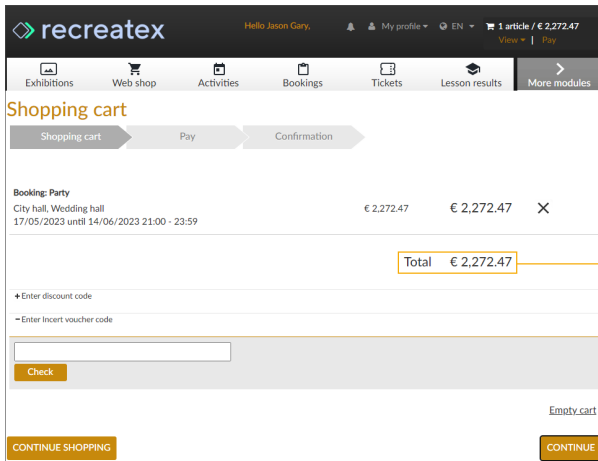 recreatex
Hello Jason Gary,
My profile
EN
1 article / € 2,272.47
View | Pay
Exhibitions
Web shop
Activities
Bookings
Tickets
Lesson results
More modules
Shopping cart
Shopping cart
Pay
Confirmation
Booking: Party
City hall, Wedding hall
€ 2,272.47
€ 2,272.47
17/05/2023 until 14/06/2023 21:00 - 23:59
Total € 2,272.47
+ Enter discount code
− Enter Incert voucher code
Check
Empty cart
CONTINUE SHOPPING
CONTINUE